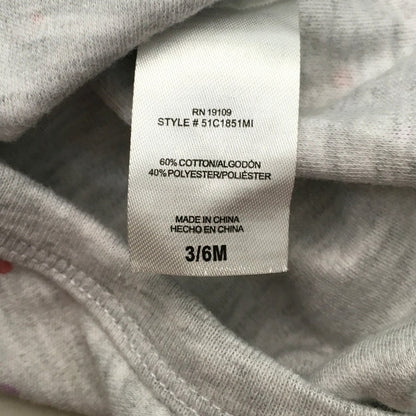 RN 19109
STYLE # 51C1851MI
60% COTTON/ALGODÓN
40% POLYESTER/POLIÉSTER
MADE IN CHINA
HECHO EN CHINA
3/6M